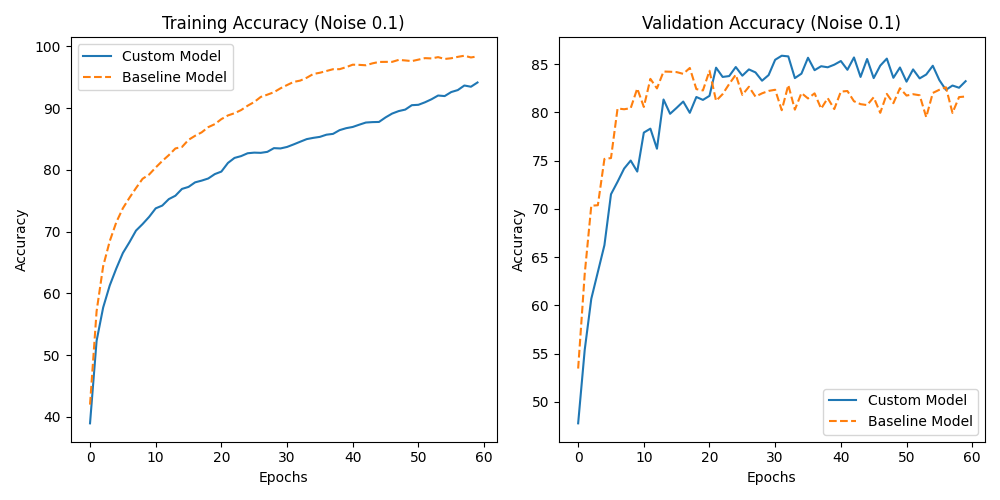 Training Accuracy (Noise 0.1)
Custom Model
Baseline Model
100
90
80
70
60
50
40
Accuracy
0 10 20 30 40 50 60
Epochs
Validation Accuracy (Noise 0.1)
85
80
75
70
65
60
55
50
Accuracy
Custom Model
Baseline Model
0 10 20 30 40 50 60
Epochs